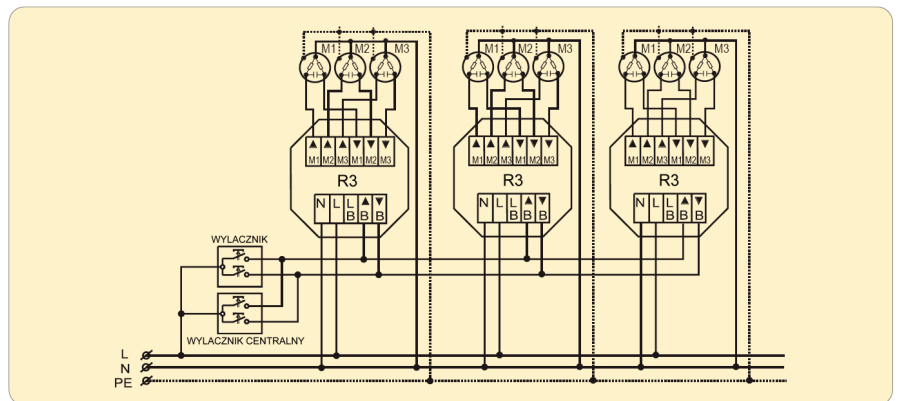 M1 M2 M3 M1 M2 M3 M1 M2 M3
▲ ▲ ▲ ▼ ▼ ▼ ▲ ▲ ▲ ▼ ▼ ▼ ▲ ▲ ▲ ▼ ▼ ▼
M1 M2 M3 M1 M2 M3 M1 M2 M3 M1 M2 M3 M1 M2 M3 M1 M2 M3
R3 R3 R3
N L L ▲ ▼ N L L ▲ ▼ N L L ▲ ▼
B B B B B B B B B
WYLACZNIK
WYLACZNIK CENTRALNY
L
N
PE